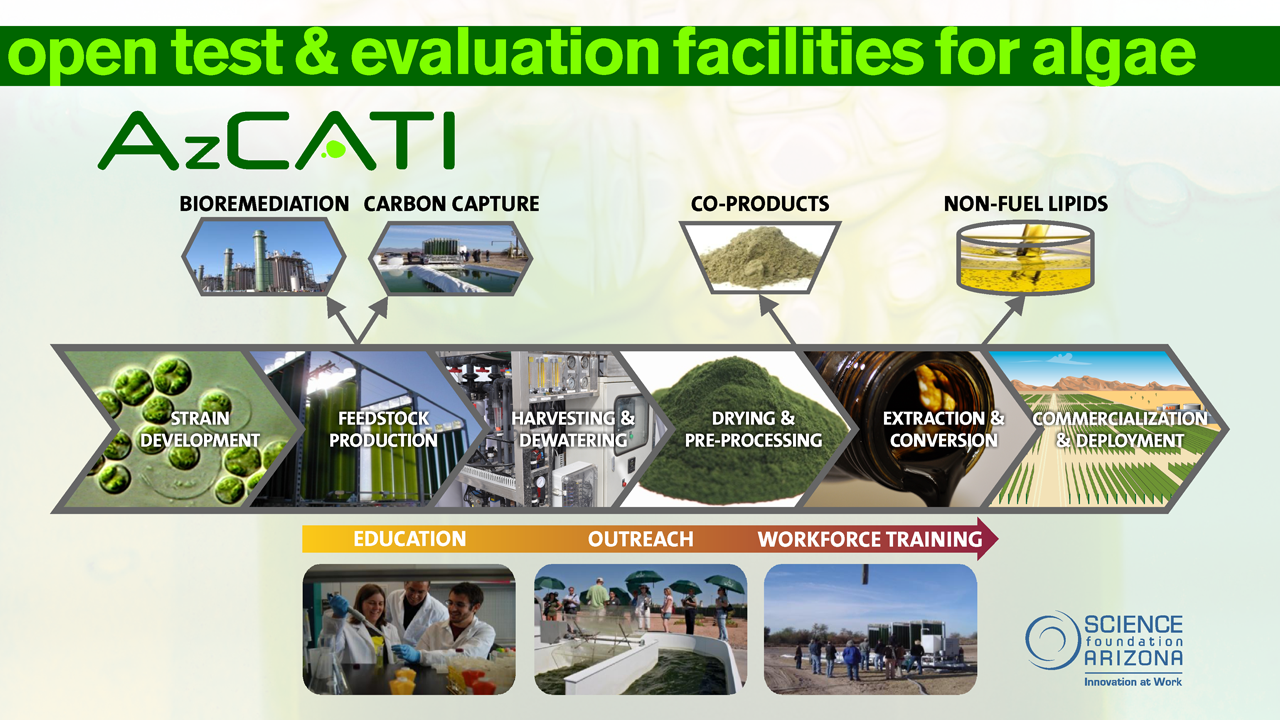 open test & evaluation facilities for algae
AzCATI
BIOREMEDIATION
CARBON CAPTURE
CO-PRODUCTS
NON-FUEL LIPIDS
STRAIN
DEVELOPMENT
FEEDSTOCK
PRODUCTION
HARVESTING &
DEWATERING
DRYING &
PRE-PROCESSING
EXTRACTION &
CONVERSION
COMMERCIALIZATION
& DEPLOYMENT
EDUCATION
OUTREACH
WORKFORCE TRAINING
SCIENCE
foundation
ARIZONA
Innovation at Work